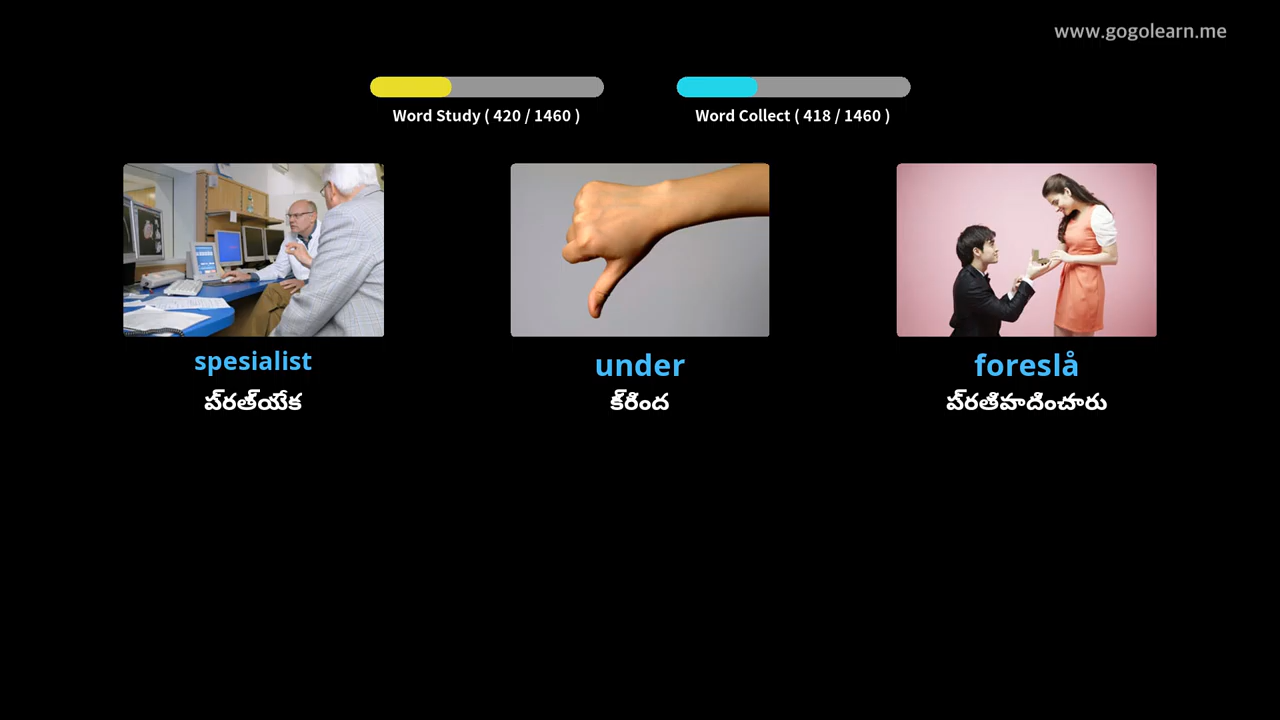 www.gogolearn.me
Word Study ( 420 / 1460 )
Word Collect ( 418 / 1460 )
spesialist
under
foreslå
ప్రత్యేక
క్రింద
ప్రతిపాదించారు